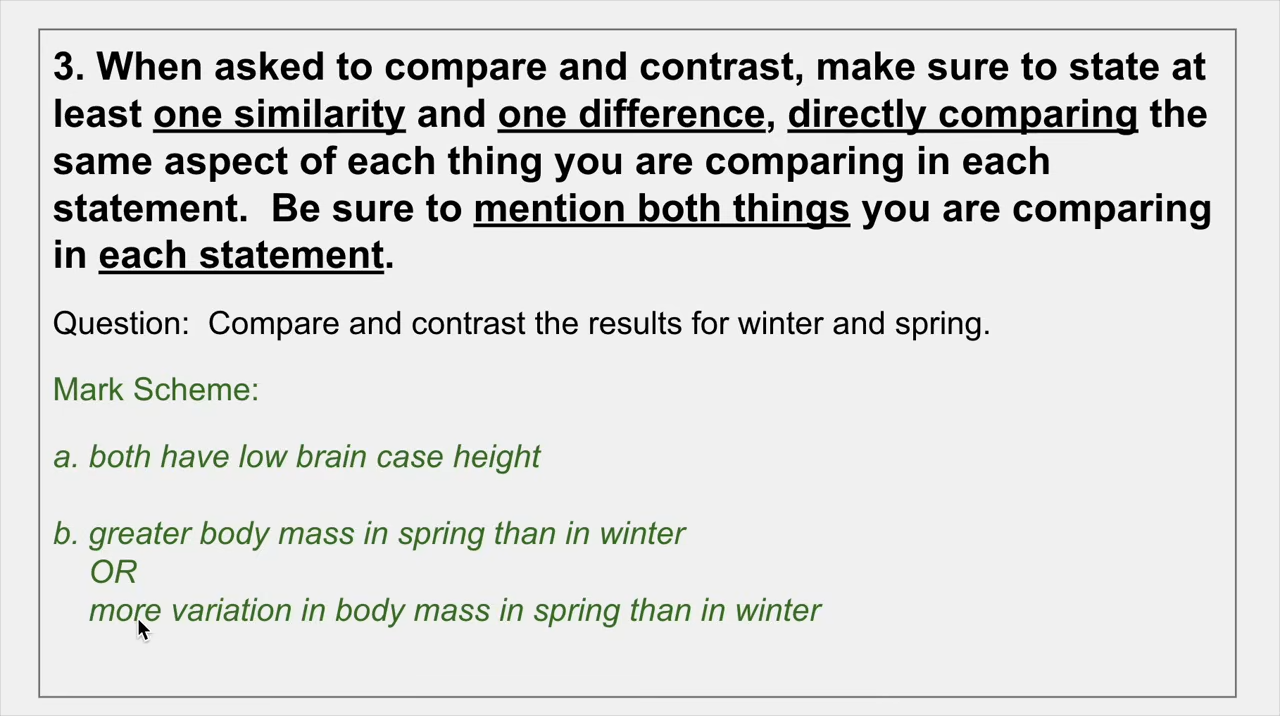 3. When asked to compare and contrast, make sure to state at
least one similarity and one difference, directly comparing the
same aspect of each thing you are comparing in each
statement.  Be sure to mention both things you are comparing
in each statement.
Question:  Compare and contrast the results for winter and spring.
Mark Scheme:
a. both have low brain case height
b. greater body mass in spring than in winter
OR
more variation in body mass in spring than in winter